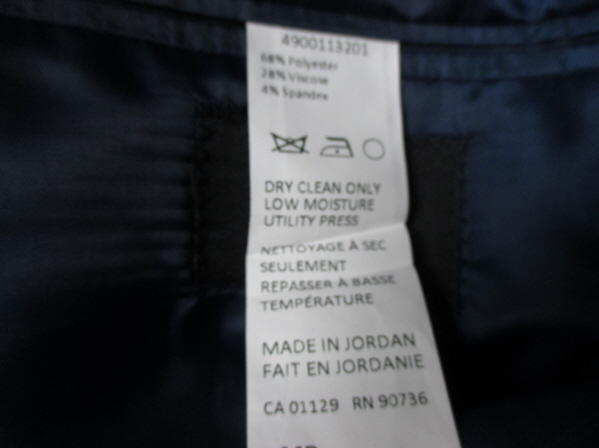 4900113201
68% Polyester
28% Viscose
4% Spandex
DRY CLEAN ONLY
LOW MOISTURE
UTILITY PRESS
NETTOYAGE À SEC
SEULEMENT
REPASSER À BASSE
TEMPÉRATURE
MADE IN JORDAN
FAIT EN JORDANIE
CA 01129 RN 90736